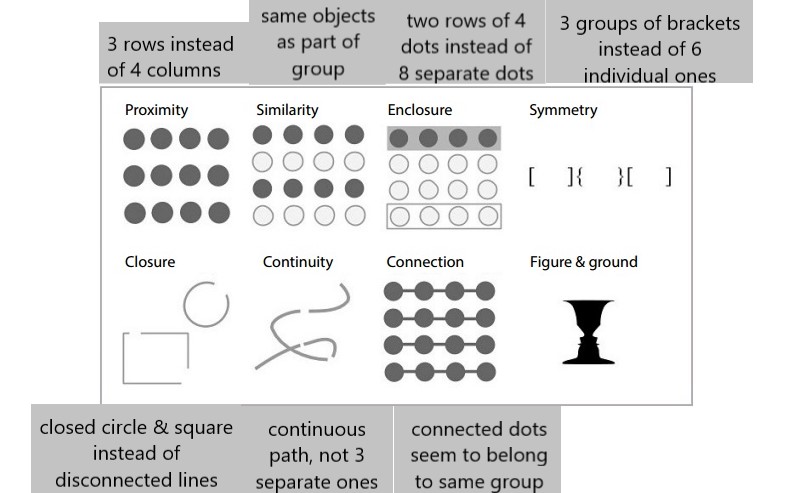 3 rows instead
of 4 columns
same objects
as part of
group
two rows of 4
dots instead of
8 separate dots
3 groups of brackets
instead of 6
individual ones
Proximity
Similarity
Enclosure
Symmetry
[ ]{ }[ ]
Closure
Continuity
Connection
Figure & ground
closed circle & square
instead of
disconnected lines
continuous
path, not 3
separate ones
connected dots
seem to belong
to same group